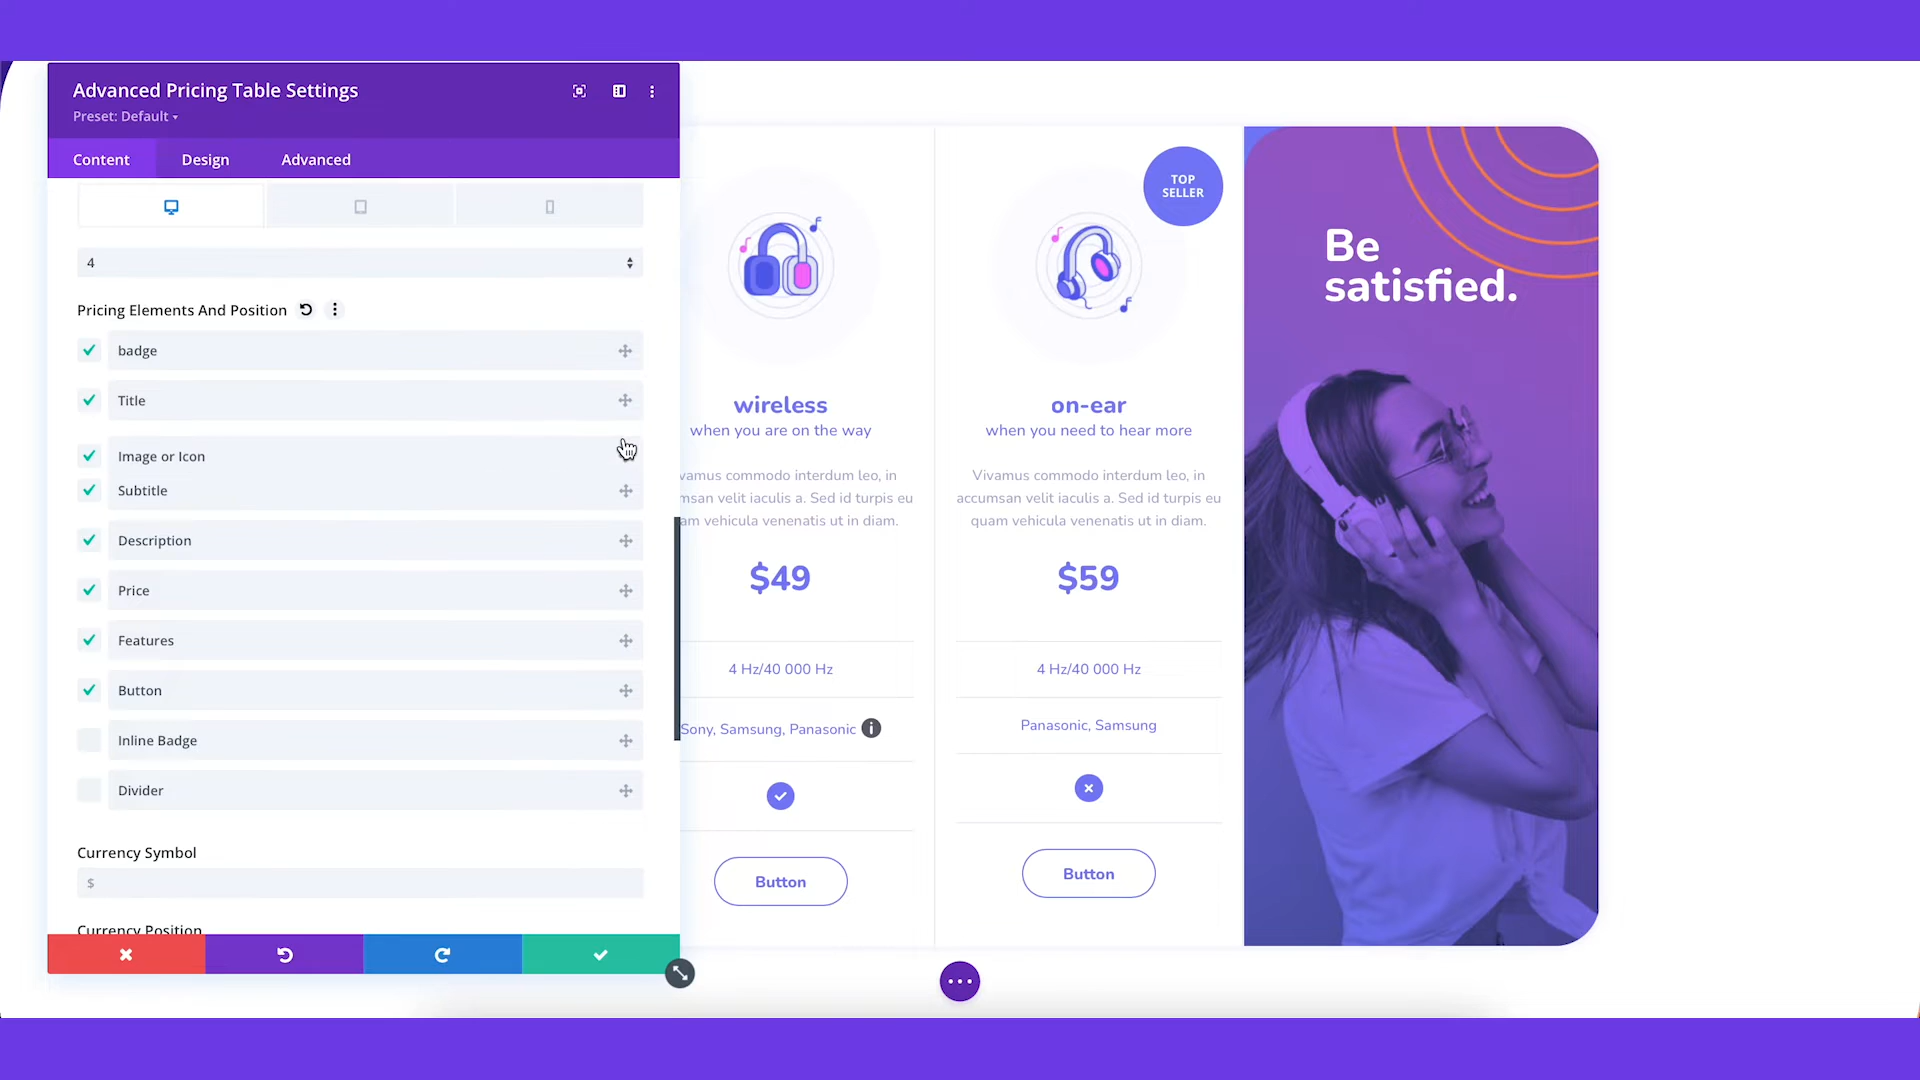 Advanced Pricing Table Settings
Preset: Default
Content
Design
Advanced
4
Pricing Elements And Position
badge
Title
Image or Icon
Subtitle
Description
Price
Features
Button
Inline Badge
Divider
Currency Symbol
$
Currency Position
wireless
when you are on the way
vamus commodo interdum leo, in
msan velit iaculis a. Sed id turpis eu
am vehicula venenatis ut in diam.
$49
4 Hz/40 000 Hz
Sony, Samsung, Panasonic
Button
TOP
SELLER
on-ear
when you need to hear more
Vivamus commodo interdum leo, in
accumsan velit iaculis a. Sed id turpis eu
quam vehicula venenatis ut in diam.
$59
4 Hz/40 000 Hz
Panasonic, Samsung
Button
Be
satisfied.